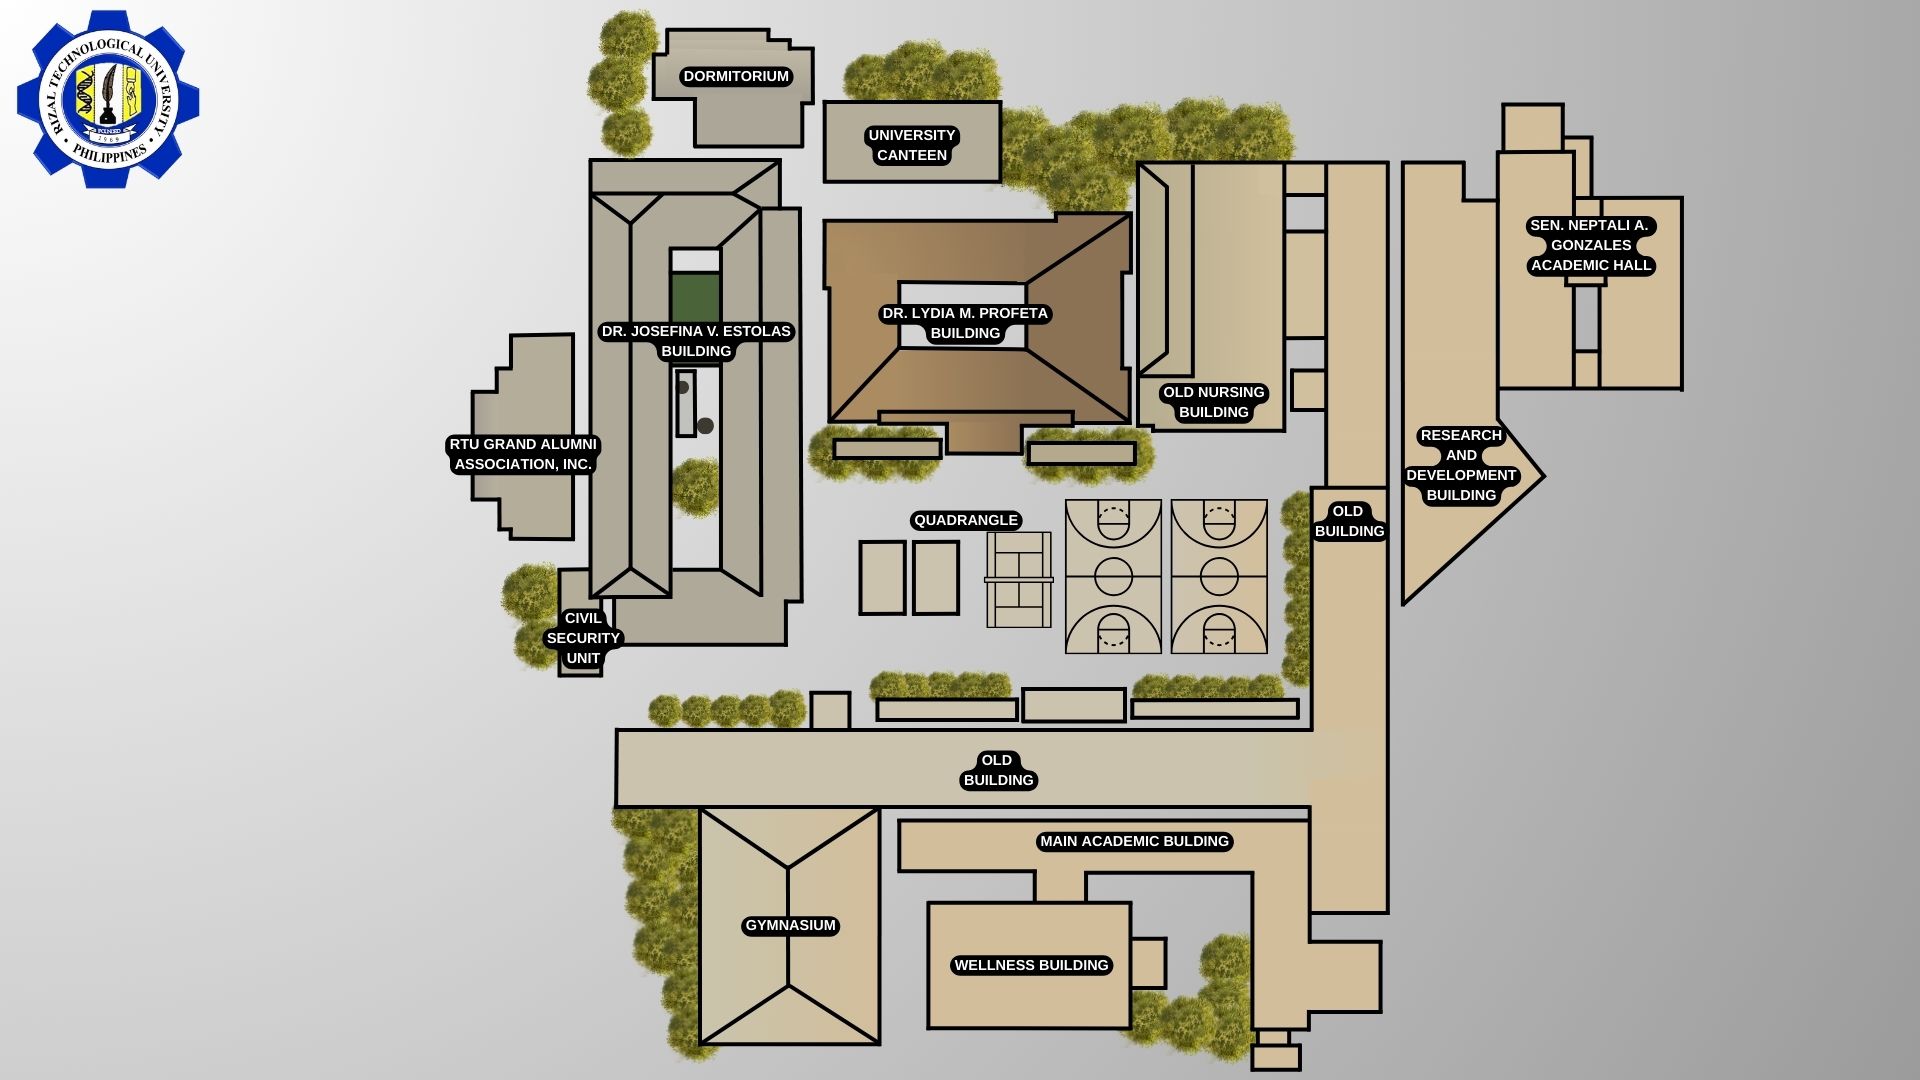 RIZAL TECHNOLOGICAL UNIVERSITY
• PHILIPPINES •
DORMITORIUM
UNIVERSITY
CANTEEN
SEN. NEPTALI A.
GONZALES
ACADEMIC HALL
DR. LYDIA M. PROFETA
BUILDING
DR. JOSEFINA V. ESTOLAS
BUILDING
OLD NURSING
BUILDING
RTU GRAND ALUMNI
ASSOCIATION, INC.
RESEARCH
AND
DEVELOPMENT
BUILDING
QUADRANGLE
OLD
BUILDING
CIVIL
SECURITY
UNIT
OLD
BUILDING
MAIN ACADEMIC BULDING
GYMNASIUM
WELLNESS BUILDING